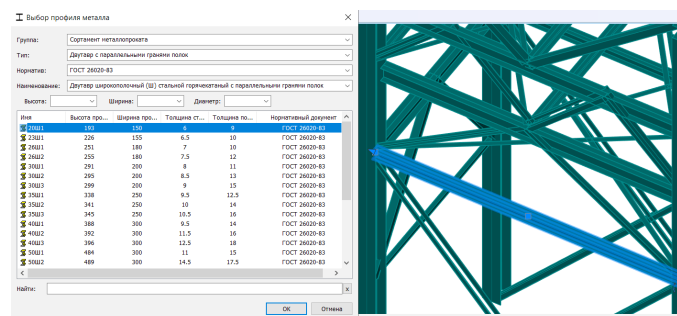 Выбор профиля металла
Группа: Сортамент металлопроката
Тип: Двутавр с параллельными гранями полок
Норматив: ГОСТ 26020-83
Наименование: Двутавр широкополочный (Ш) стальной горячекатаный с параллельными гранями полок
Высота: Ширина: Диаметр:
Имя Высота про... Ширина про... Толщина ст... Толщина по... Нормативный документ
20Ш1 193 150 6 9 ГОСТ 26020-83
23Ш1 226 155 6.5 10 ГОСТ 26020-83
26Ш1 251 180 7 10 ГОСТ 26020-83
26Ш2 255 180 7.5 12 ГОСТ 26020-83
30Ш1 291 200 8 11 ГОСТ 26020-83
30Ш2 295 200 8.5 13 ГОСТ 26020-83
30Ш3 299 200 9 15 ГОСТ 26020-83
35Ш1 338 250 9.5 12.5 ГОСТ 26020-83
35Ш2 341 250 10 14 ГОСТ 26020-83
35Ш3 345 250 10.5 16 ГОСТ 26020-83
40Ш1 388 300 9.5 14 ГОСТ 26020-83
40Ш2 392 300 11.5 16 ГОСТ 26020-83
40Ш3 396 300 12.5 18 ГОСТ 26020-83
50Ш1 484 300 11 15 ГОСТ 26020-83
50Ш2 489 300 14.5 17.5 ГОСТ 26020-83
Найти: x
ОК Отмена